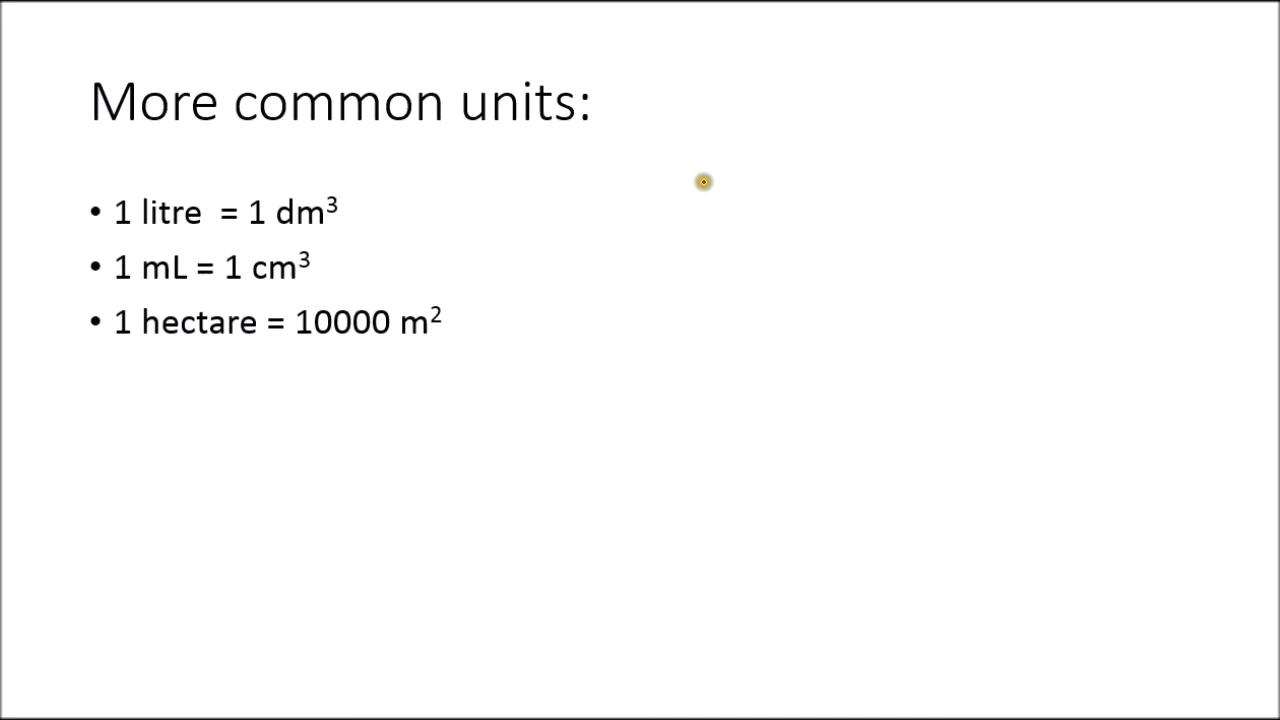 More common units:
• 1 litre  = 1 dm³
• 1 mL = 1 cm³
• 1 hectare = 10000 m²